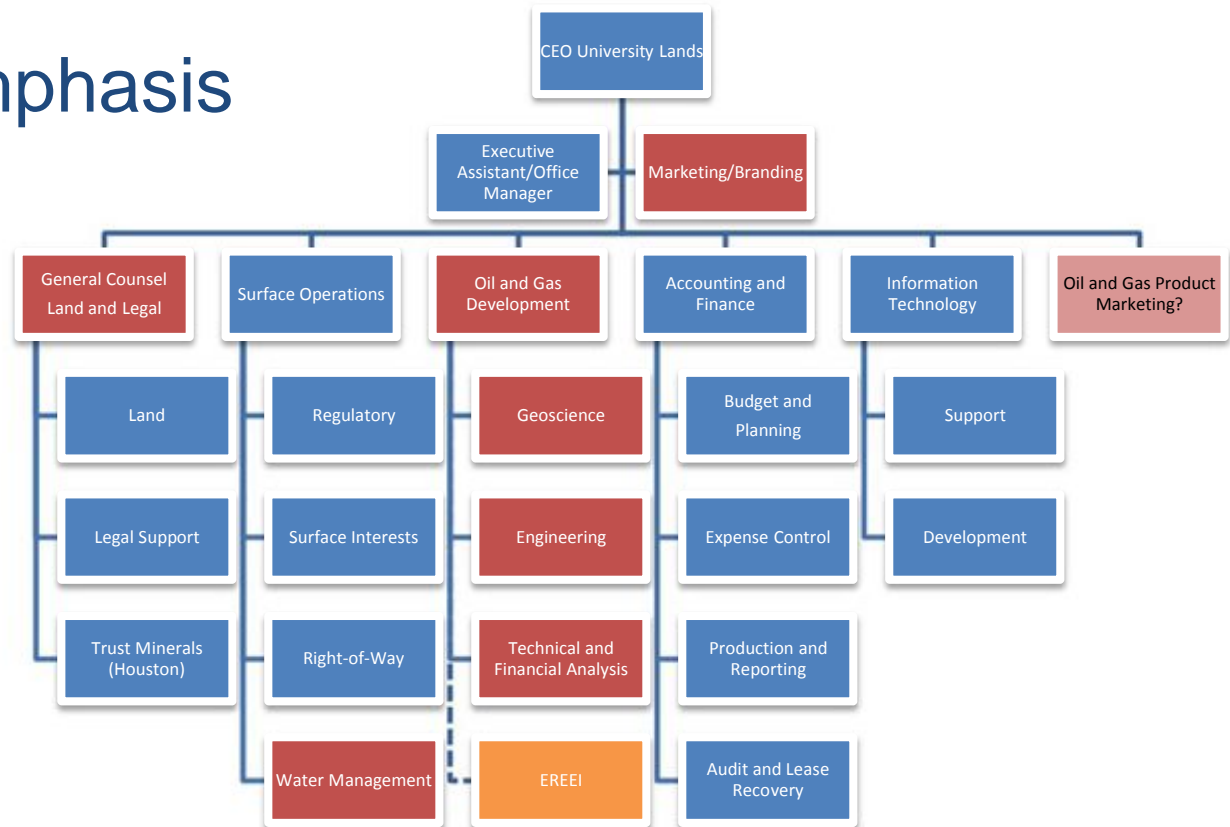 CEO University Lands
Executive
Assistant/Office
Manager
Marketing/Branding
General Counsel
Land and Legal
Surface Operations
Oil and Gas
Development
Accounting and
Finance
Information
Technology
Oil and Gas Product
Marketing?
Land
Regulatory
Geoscience
Budget and
Planning
Support
Legal Support
Surface Interests
Engineering
Expense Control
Development
Trust Minerals
(Houston)
Right-of-Way
Technical and
Financial Analysis
Production and
Reporting
Water Management
EREEI
Audit and Lease
Recovery